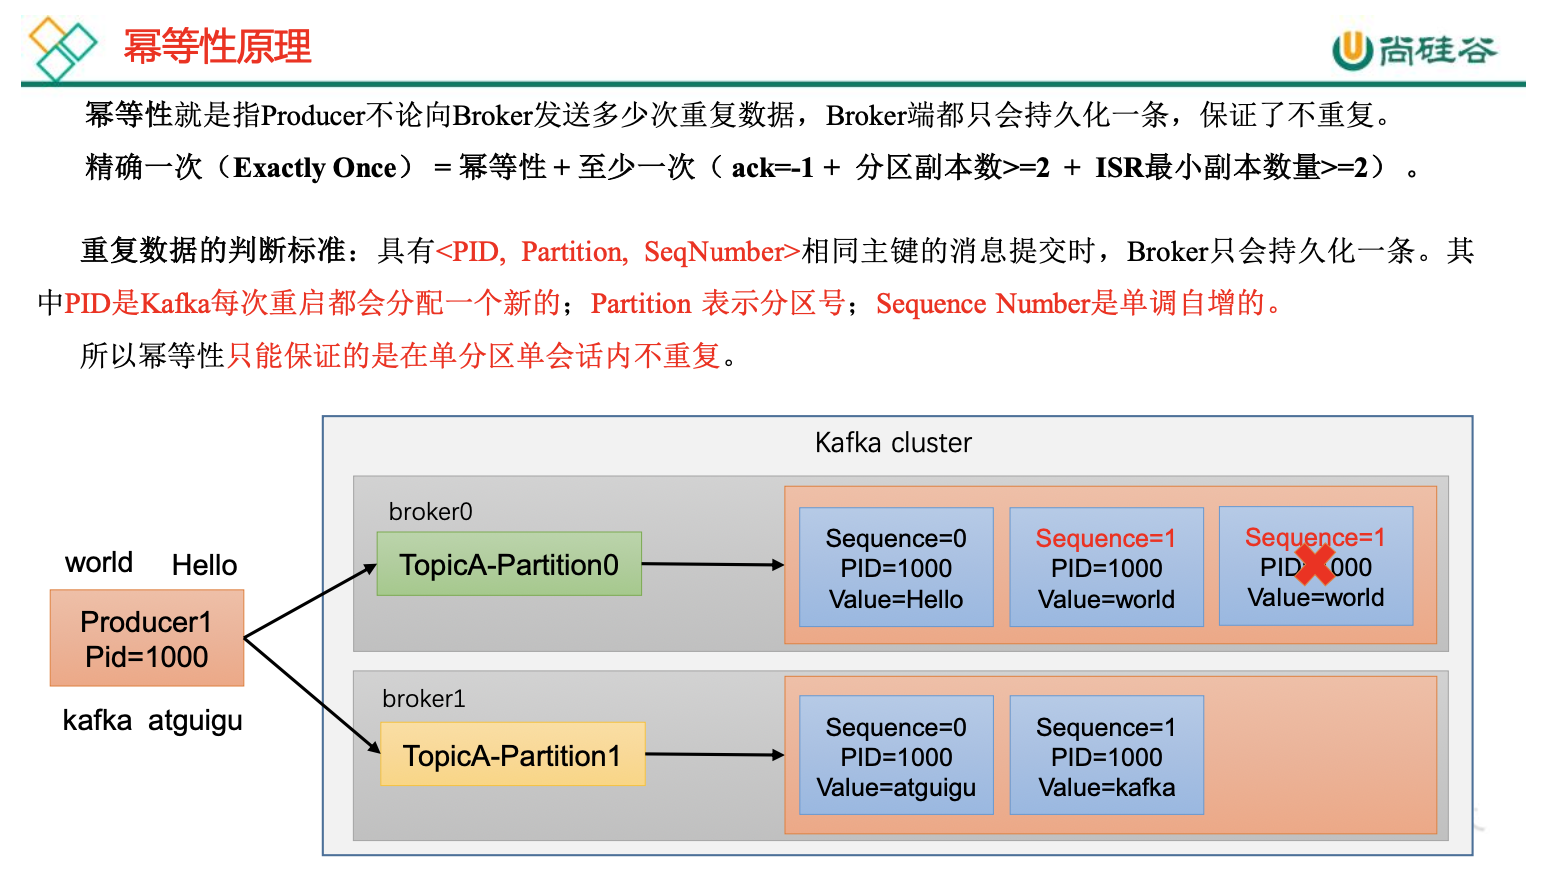 幂等性原理
尚硅谷
幂等性就是指Producer不论向Broker发送多少次重复数据，Broker端都只会持久化一条，保证了不重复。
精确一次（Exactly Once） = 幂等性 + 至少一次（ ack=-1 + 分区副本数>=2 + ISR最小副本数量>=2） 。
重复数据的判断标准：具有<PID, Partition, SeqNumber>相同主键的消息提交时，Broker只会持久化一条。其
中PID是Kafka每次重启都会分配一个新的；Partition 表示分区号；Sequence Number是单调自增的。
所以幂等性只能保证的是在单分区单会话内不重复。
Kafka cluster
broker0
TopicA-Partition0
Sequence=0
PID=1000
Value=Hello
Sequence=1
PID=1000
Value=world
Sequence=1
PID=1000
Value=world
world Hello
Producer1
Pid=1000
kafka atguigu
broker1
TopicA-Partition1
Sequence=0
PID=1000
Value=atguigu
Sequence=1
PID=1000
Value=kafka